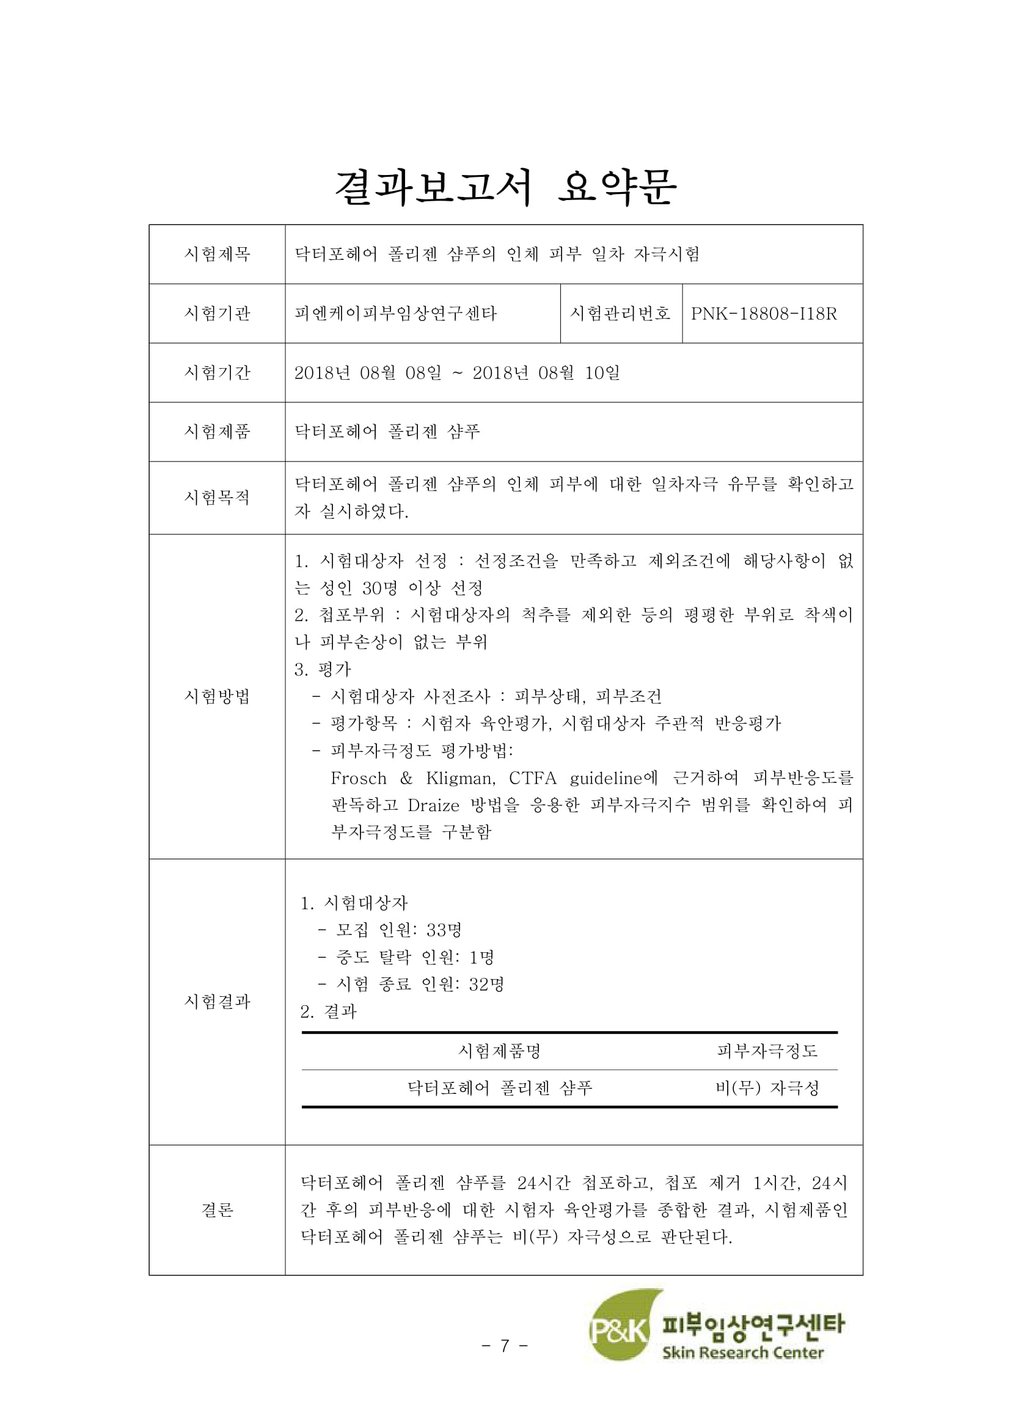 결과보고서 요약문
시험제목 닥터포헤어 폴리젠 샴푸의 인체 피부 일차 자극시험
시험기관 피엔케이피부임상연구센타 시험관리번호 PNK-18808-I18R
시험기간 2018년 08월 08일 ~ 2018년 08월 10일
시험제품 닥터포헤어 폴리젠 샴푸
시험목적
닥터포헤어 폴리젠 샴푸의 인체 피부에 대한 일차자극 유무를 확인하고
자 실시하였다.
시험방법
1. 시험대상자 선정 : 선정조건을 만족하고 제외조건에 해당사항이 없
는 성인 30명 이상 선정
2. 첩포부위 : 시험대상자의 척추를 제외한 등의 평평한 부위로 착색이
나 피부손상이 없는 부위
3. 평가
- 시험대상자 사전조사 : 피부상태, 피부조건
- 평가항목 : 시험자 육안평가, 시험대상자 주관적 반응평가
- 피부자극정도 평가방법:
Frosch & Kligman, CTFA guideline에 근거하여 피부반응도를
판독하고 Draize 방법을 응용한 피부자극지수 범위를 확인하여 피
부자극정도를 구분함
시험결과
1. 시험대상자
- 모집 인원: 33명
- 중도 탈락 인원: 1명
- 시험 종료 인원: 32명
2. 결과
시험제품명 피부자극정도
닥터포헤어 폴리젠 샴푸 비(무) 자극성
결론
닥터포헤어 폴리젠 샴푸를 24시간 첩포하고, 첩포 제거 1시간, 24시
간 후의 피부반응에 대한 시험자 육안평가를 종합한 결과, 시험제품인
닥터포헤어 폴리젠 샴푸는 비(무) 자극성으로 판단된다.
- 7 -
P&K 피부임상연구센타
Skin Research Center